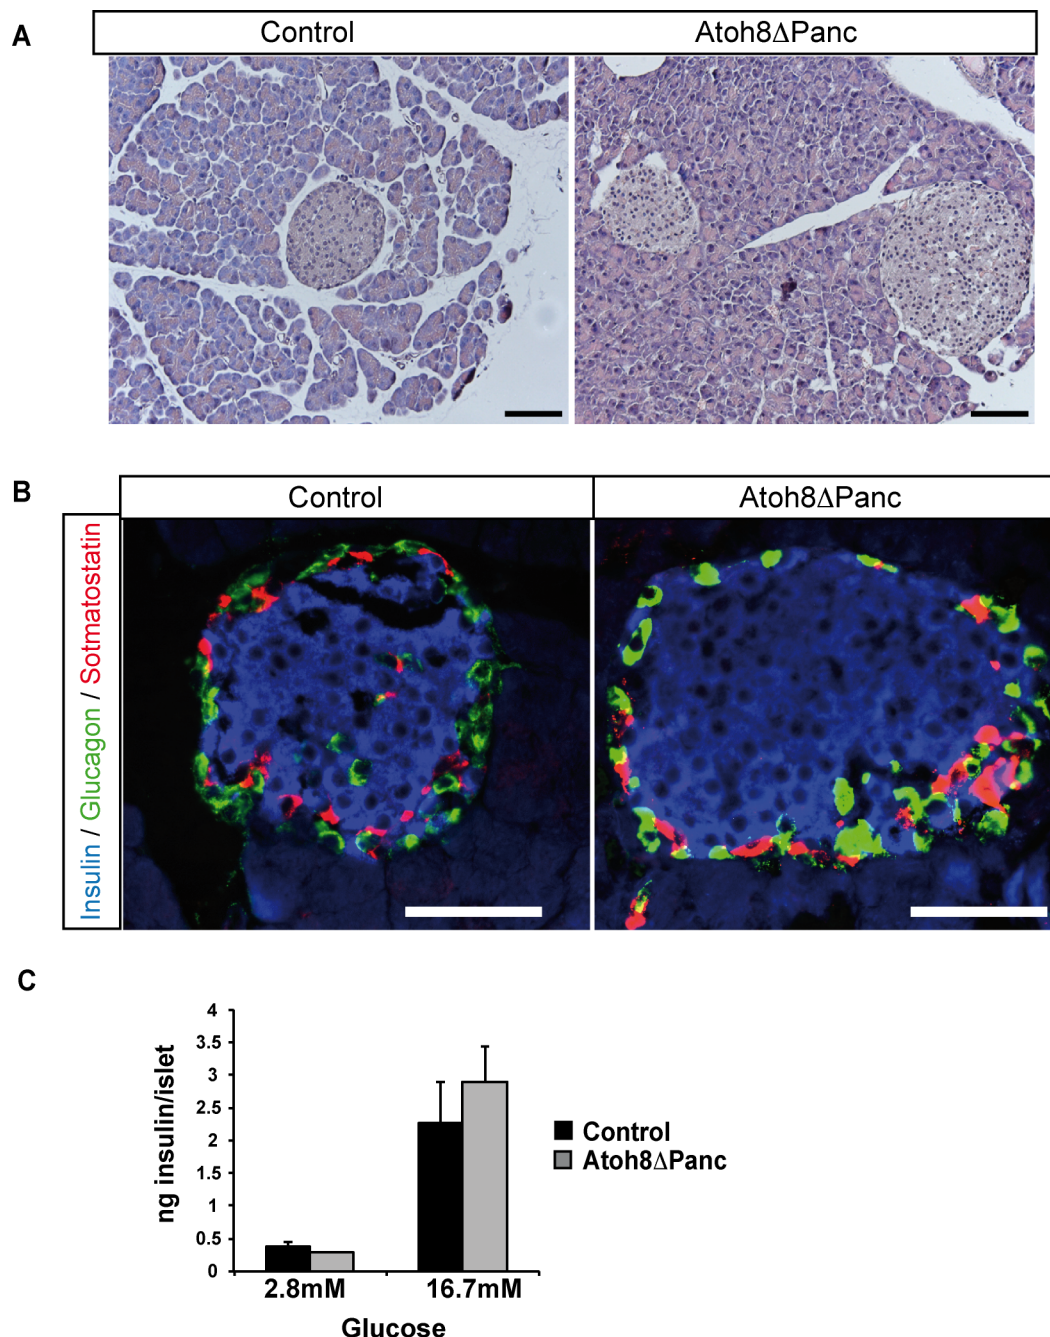 A
Control
Atoh8ΔPanc
B
Control
Atoh8ΔPanc
Insulin / Glucagon / Sotmatostatin
C
4
3.5
3
2.5
2
1.5
1
0.5
0
ng insulin/islet
2.8mM
16.7mM
Glucose
Control
Atoh8ΔPanc